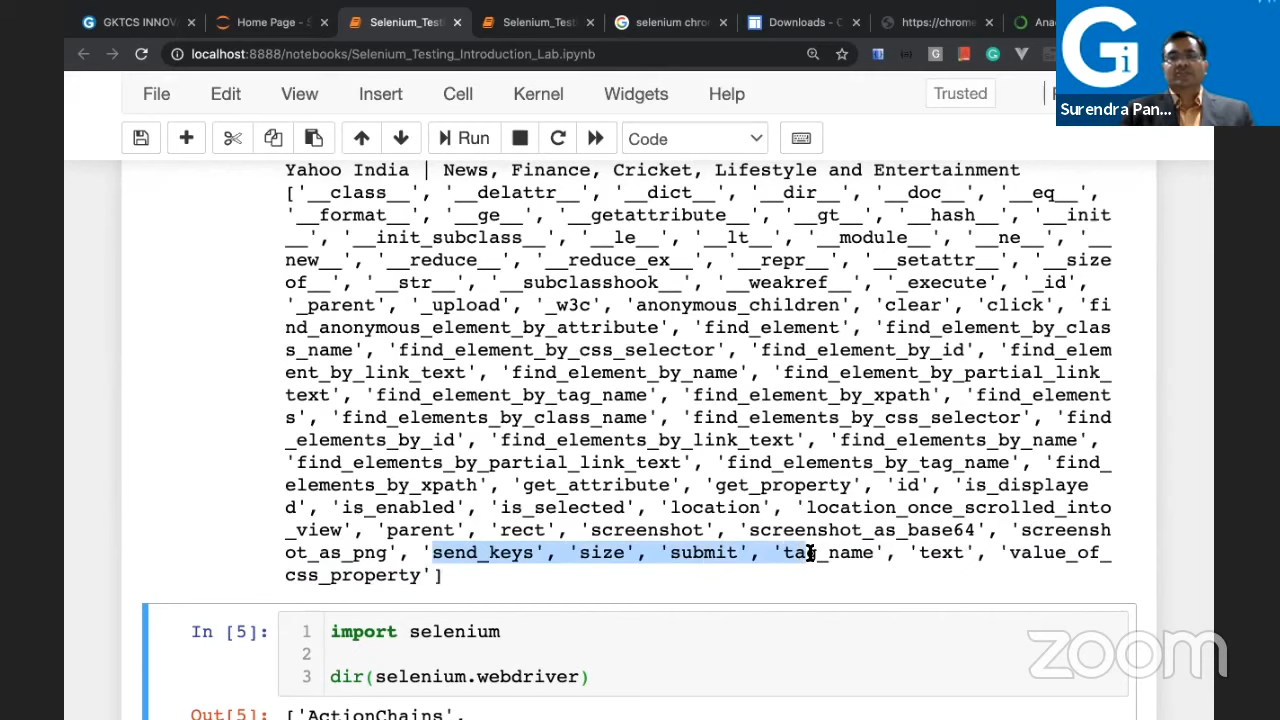 GKTCS INNOV
Home Page - S
Selenium_Test
Selenium_Test
selenium chro
Downloads - C
https://chrome
Ana
localhost:8888/notebooks/Selenium_Testing_Introduction_Lab.ipynb
Gi
Surendra Pan...
File Edit View Insert Cell Kernel Widgets Help Trusted
Run Code
Yahoo India | News, Finance, Cricket, Lifestyle and Entertainment
['__class__', '__delattr__', '__dict__', '__dir__', '__doc__', '__eq__',
'__format__', '__ge__', '__getattribute__', '__gt__', '__hash__', '__init
__', '__init_subclass__', '__le__', '__lt__', '__module__', '__ne__', '__
new__', '__reduce__', '__reduce_ex__', '__repr__', '__setattr__', '__size
of__', '__str__', '__subclasshook__', '__weakref__', '_execute', '_id',
'_parent', '_upload', '_w3c', 'anonymous_children', 'clear', 'click', 'fi
nd_anonymous_element_by_attribute', 'find_element', 'find_element_by_clas
s_name', 'find_element_by_css_selector', 'find_element_by_id', 'find_elem
ent_by_link_text', 'find_element_by_name', 'find_element_by_partial_link_
text', 'find_element_by_tag_name', 'find_element_by_xpath', 'find_element
s', 'find_elements_by_class_name', 'find_elements_by_css_selector', 'find
_elements_by_id', 'find_elements_by_link_text', 'find_elements_by_name',
'find_elements_by_partial_link_text', 'find_elements_by_tag_name', 'find_
elements_by_xpath', 'get_attribute', 'get_property', 'id', 'is_displaye
d', 'is_enabled', 'is_selected', 'location', 'location_once_scrolled_into
_view', 'parent', 'rect', 'screenshot', 'screenshot_as_base64', 'screensh
ot_as_png', 'send_keys', 'size', 'submit', 'tag_name', 'text', 'value_of_
css_property']
In [5]: 1 import selenium
2
3 dir(selenium.webdriver)
zoom
Out[5]: ['ActionChains',